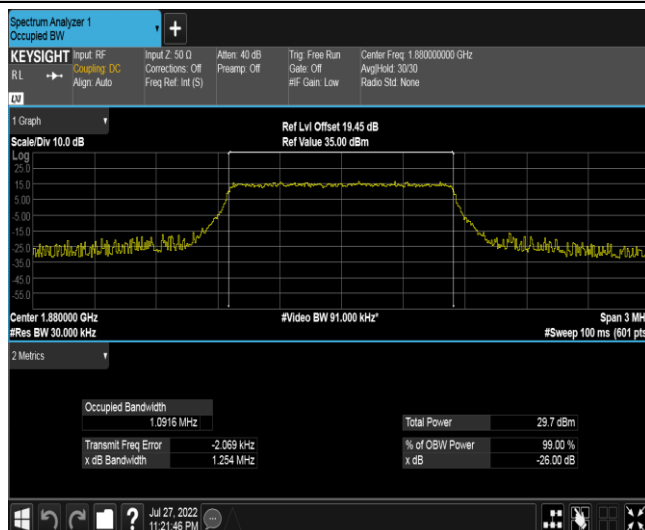 Spectrum Analyzer 1
Occupied BW
+
KEYSIGHT Input: RF Input Z: 50 Ω Atten: 40 dB Trig: Free Run Center Freq: 1.880000000 GHz
RL Coupling: DC Corrections: Off Preamp: Off Gate: Off Avg|Hold: 30/30
Align: Auto Freq Ref: Int (S) #IF Gain: Low Radio Std: None
LXI
1 Graph
Ref Lvl Offset 19.45 dB
Scale/Div 10.0 dB Ref Value 35.00 dBm
Log
25.0
15.0
5.00
-5.00
-15.0
-25.0
-35.0
-45.0
-55.0
Center 1.880000 GHz #Video BW 91.000 kHz* Span 3 MH
#Res BW 30.000 kHz #Sweep 100 ms (601 pts
2 Metrics
Occupied Bandwidth
1.0916 MHz Total Power 29.7 dBm
Transmit Freq Error -2.069 kHz % of OBW Power 99.00 %
x dB Bandwidth 1.254 MHz x dB -26.00 dB
? Jul 27, 2022
11:21:46 PM